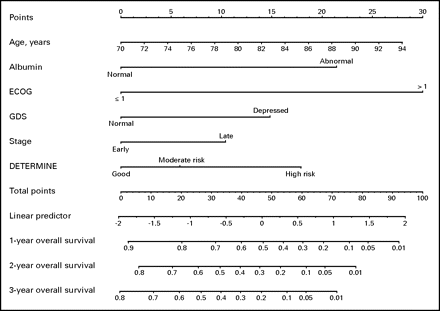 Points 0 5 10 15 20 25 30
Age, years 70 72 74 76 78 80 82 84 86 88 90 92 94
Abnormal
Albumin
Normal
> 1
ECOG
≤ 1
Depressed
GDS
Normal
Late
Stage
Early
Moderate risk
DETERMINE
Good High risk
Total points 0 10 20 30 40 50 60 70 80 90 100
Linear predictor -2 -1.5 -1 -0.5 0 0.5 1 1.5 2
1-year overall survival 0.9 0.8 0.7 0.6 0.5 0.4 0.3 0.2 0.1 0.05 0.01
2-year overall survival 0.8 0.7 0.6 0.5 0.4 0.3 0.2 0.1 0.05 0.01
3-year overall survival 0.8 0.7 0.6 0.5 0.4 0.3 0.2 0.1 0.05 0.01